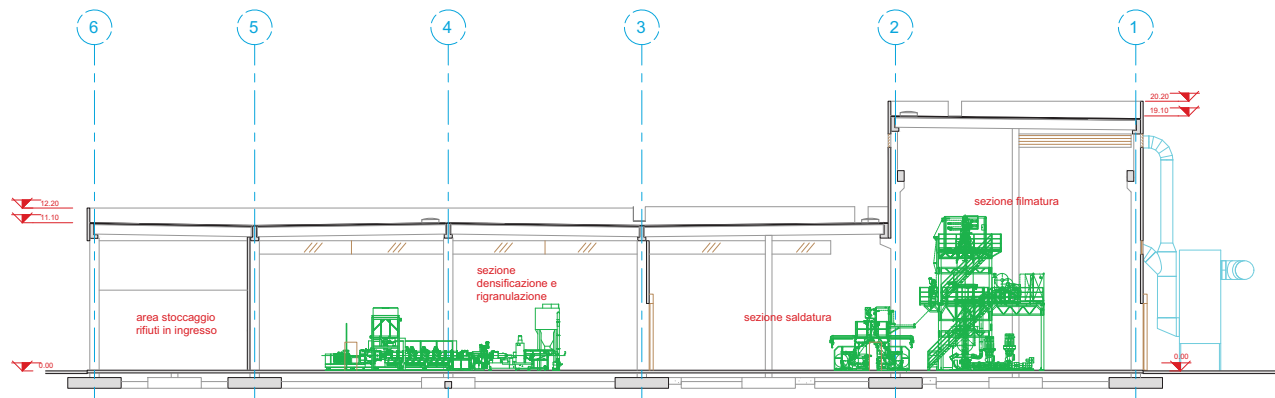 6 5 4 3 2 1
20.20
19.10
12.20
11.10
sezione filmatura
sezione
densificazione e
rigranulazione
area stoccaggio
rifiuti in ingresso
sezione saldatura
0.00 0.00